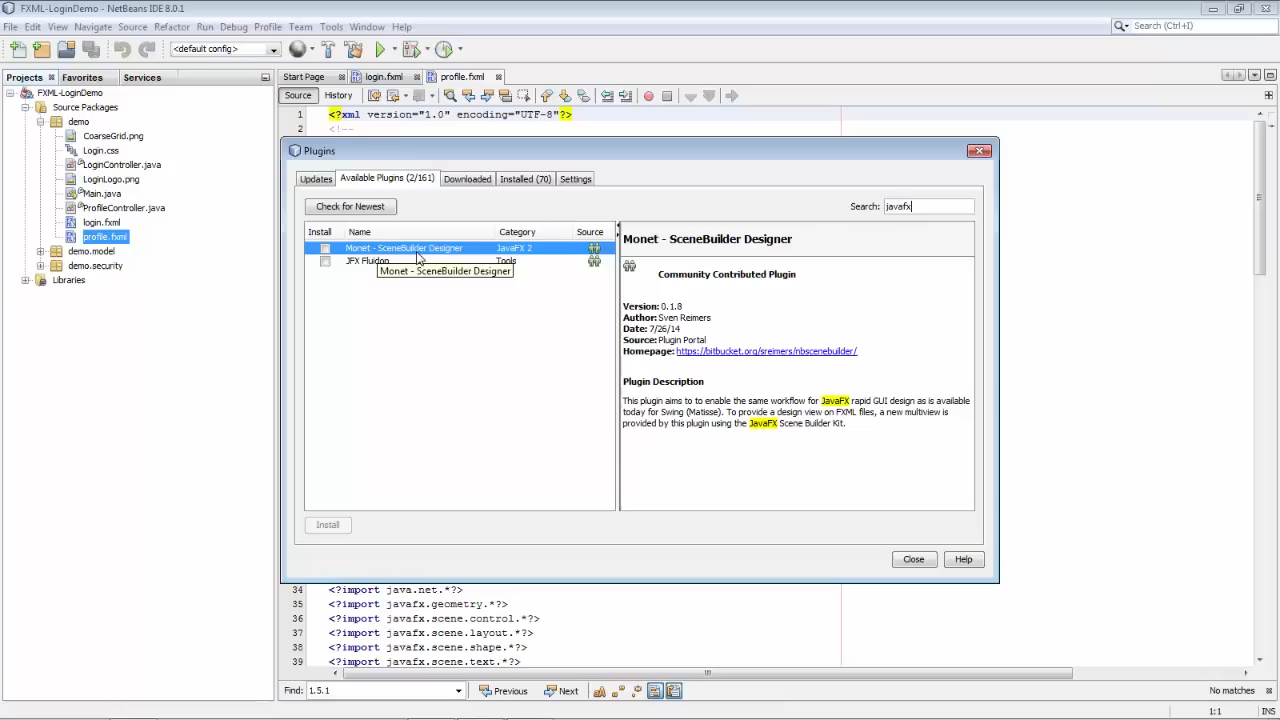 FXML-LoginDemo - NetBeans IDE 8.0.1
File Edit View Navigate Source Refactor Run Debug Profile Team Tools Window Help
Search (Ctrl+I)
<default config>
Projects Favorites Services
Start Page login.fxml profile.fxml
Source History
FXML-LoginDemo
Source Packages
demo
CoarseGrid.png
Login.css
LoginController.java
LoginLogo.png
Main.java
ProfileController.java
login.fxml
profile.fxml
demo.model
demo.security
Libraries
1 <?xml version="1.0" encoding="UTF-8"?>
2 <!--
Plugins
Updates Available Plugins (2/161) Downloaded Installed (70) Settings
Check for Newest
Search: javafx
Install Name Category Source
Monet - SceneBuilder Designer JavaFX 2
JFX Fluidon Tools
Monet - SceneBuilder Designer
Monet - SceneBuilder Designer
Community Contributed Plugin
Version: 0.1.8
Author: Sven Reimers
Date: 7/26/14
Source: Plugin Portal
Homepage: https://bitbucket.org/sreimers/nbscenebuilder/
Plugin Description
This plugin aims to to enable the same workflow for JavaFX rapid GUI design as is available
today for Swing (Matisse). To provide a design view on FXML files, a new multiview is
provided by this plugin using the JavaFX Scene Builder Kit.
Install
Close Help
34 <?import java.net.*?>
35 <?import javafx.geometry.*?>
36 <?import javafx.scene.control.*?>
37 <?import javafx.scene.layout.*?>
38 <?import javafx.scene.shape.*?>
39 <?import javafx.scene.text.*?>
Find: 1.5.1 Previous Next No matches
1:1 INS